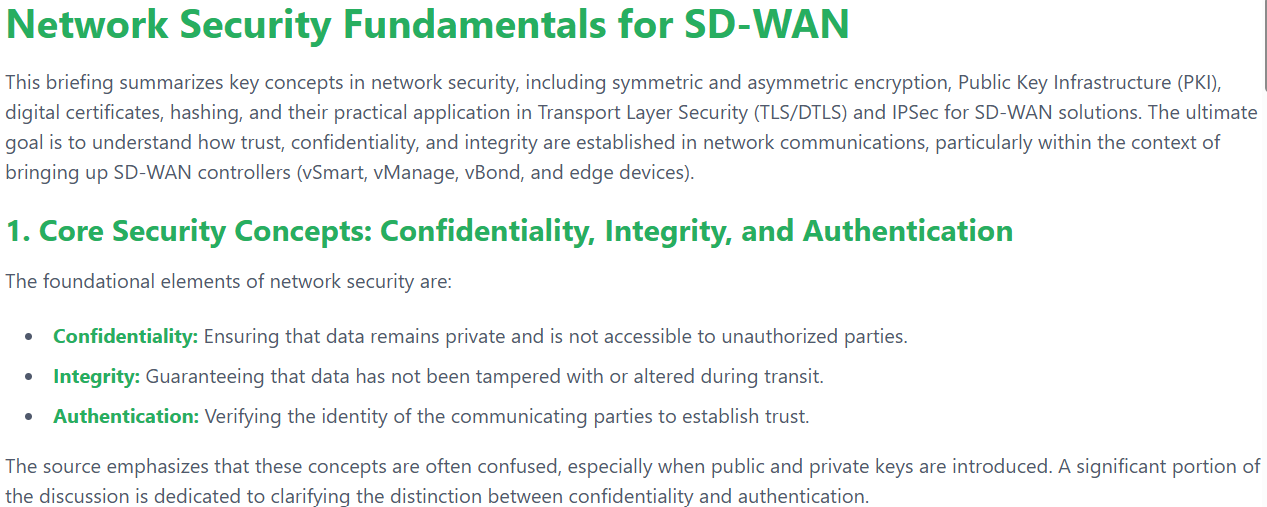 Network Security Fundamentals for SD-WAN
This briefing summarizes key concepts in network security, including symmetric and asymmetric encryption, Public Key Infrastructure (PKI),
digital certificates, hashing, and their practical application in Transport Layer Security (TLS/DTLS) and IPSec for SD-WAN solutions. The ultimate
goal is to understand how trust, confidentiality, and integrity are established in network communications, particularly within the context of
bringing up SD-WAN controllers (vSmart, vManage, vBond, and edge devices).
1. Core Security Concepts: Confidentiality, Integrity, and Authentication
The foundational elements of network security are:
• Confidentiality: Ensuring that data remains private and is not accessible to unauthorized parties.
• Integrity: Guaranteeing that data has not been tampered with or altered during transit.
• Authentication: Verifying the identity of the communicating parties to establish trust.
The source emphasizes that these concepts are often confused, especially when public and private keys are introduced. A significant portion of
the discussion is dedicated to clarifying the distinction between confidentiality and authentication.